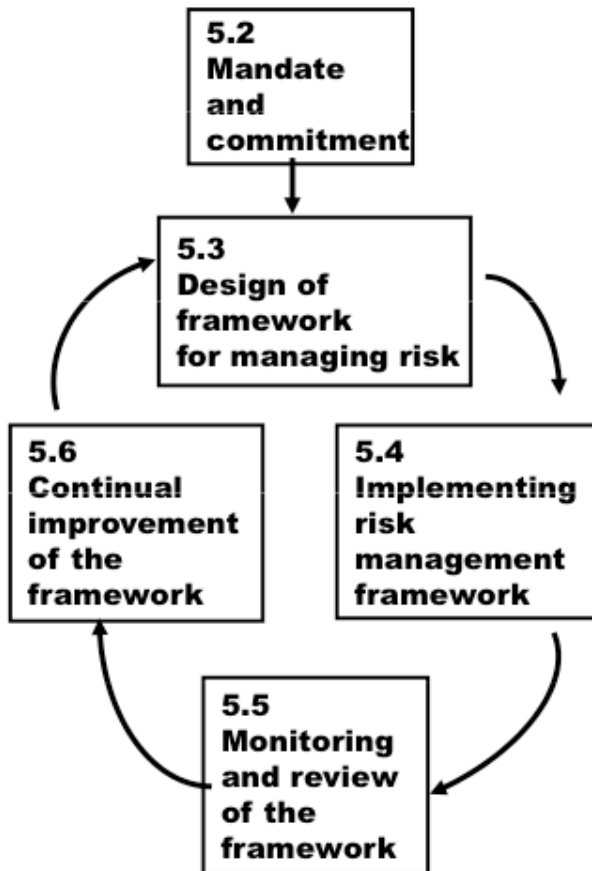 5.2
Mandate
and
commitment
5.3
Design of
framework
for managing risk
5.4
Implementing
risk
management
framework
5.5
Monitoring
and review
of the
framework
5.6
Continual
improvement
of the
framework